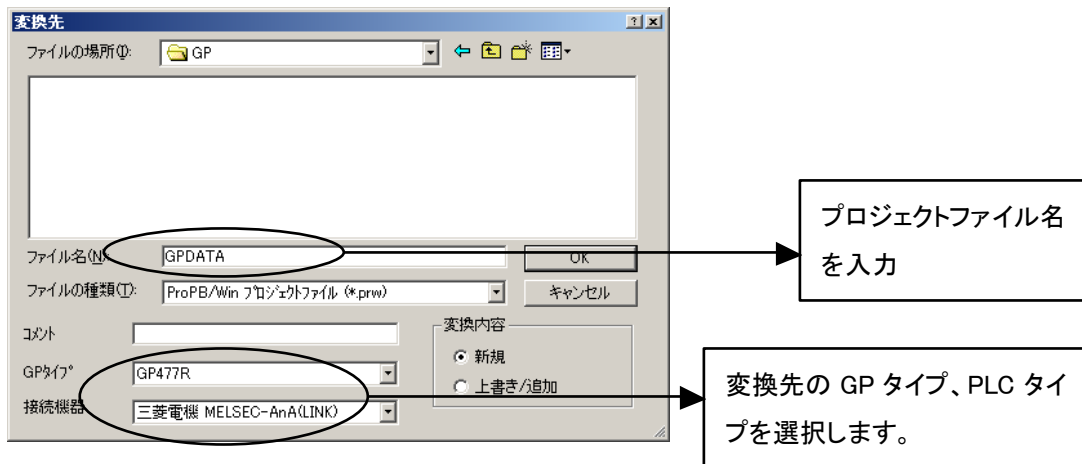 変換先
ファイルの場所(I): GP
ファイル名(N): GPDATA OK
ファイルの種類(T): ProPB/Win プロジェクトファイル (*.prw) キャンセル
コメント
変換内容
新規
上書き/追加
GPタイプ GP477R
接続機器 三菱電機 MELSEC-AnA(LINK)
プロジェクトファイル名
を入力
変換先の GP タイプ、PLC タイ
プを選択します。